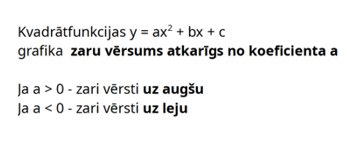 Kvadrātfunkcijas y = ax² + bx + c
grafika zaru vērsums atkarīgs no koeficienta a
Ja a > 0 - zari vērsti uz augšu
Ja a < 0 - zari vērsti uz leju